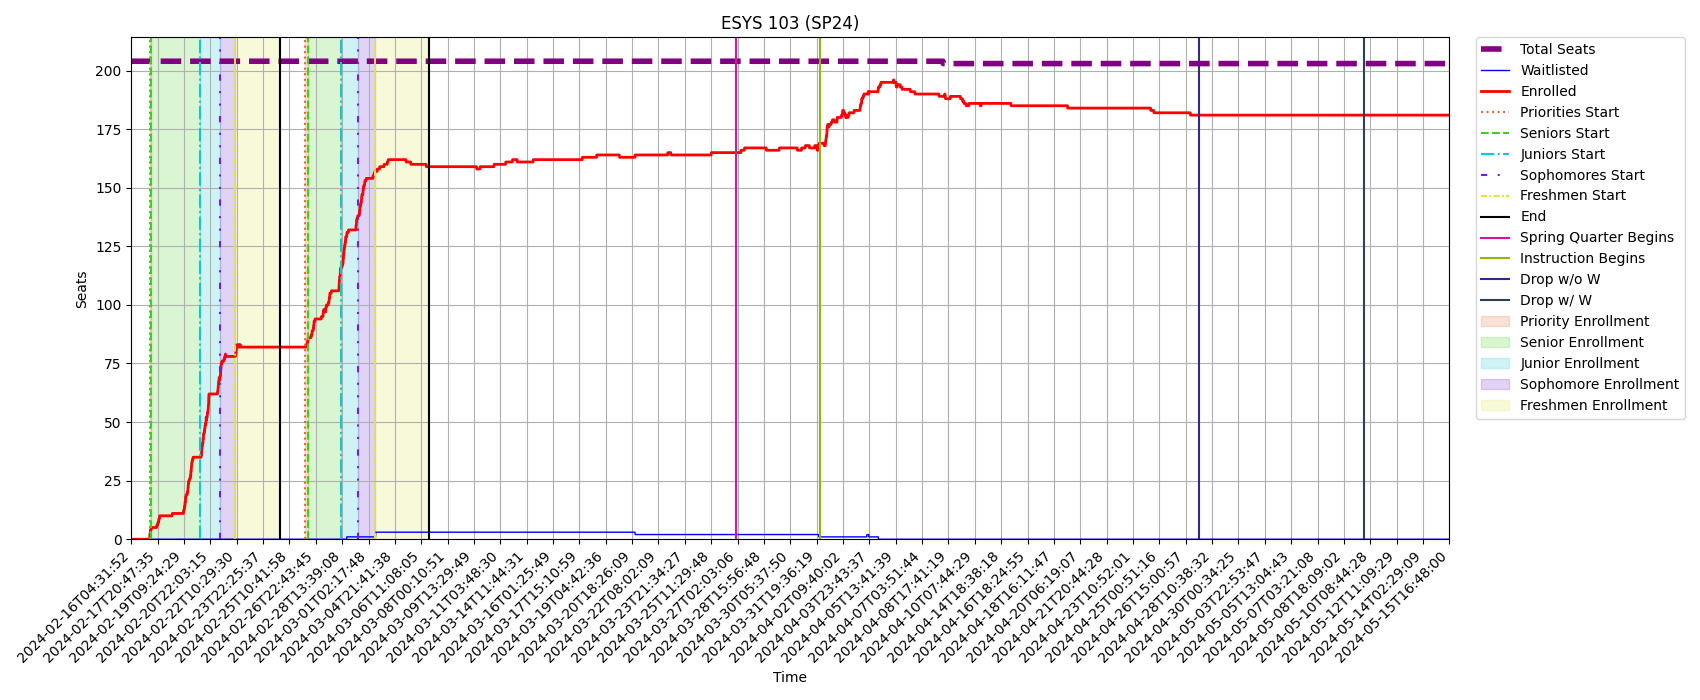 ESYS 103 (SP24)
Total Seats
Waitlisted
Enrolled
Priorities Start
Seniors Start
Juniors Start
Sophomores Start
Freshmen Start
End
Spring Quarter Begins
Instruction Begins
Drop w/o W
Drop w/ W
Priority Enrollment
Senior Enrollment
Junior Enrollment
Sophomore Enrollment
Freshmen Enrollment
Seats
200
175
150
125
100
75
50
25
0
2024-02-16T04:31:52
2024-02-17T20:47:35
2024-02-19T09:24:29
2024-02-20T22:03:15
2024-02-22T10:29:30
2024-02-23T22:25:37
2024-02-25T10:41:58
2024-02-26T22:43:45
2024-02-28T13:39:08
2024-03-01T02:17:48
2024-03-04T21:41:38
2024-03-06T11:08:05
2024-03-08T00:10:51
2024-03-09T13:29:49
2024-03-11T03:48:30
2024-03-14T11:44:31
2024-03-16T01:25:49
2024-03-17T15:10:59
2024-03-19T04:42:36
2024-03-20T18:26:09
2024-03-22T08:02:09
2024-03-23T21:34:27
2024-03-25T11:29:48
2024-03-27T02:03:06
2024-03-28T15:56:48
2024-03-30T05:37:50
2024-03-31T19:36:19
2024-04-02T09:40:02
2024-04-03T23:43:37
2024-04-05T13:41:39
2024-04-07T03:51:44
2024-04-08T17:41:19
2024-04-10T07:44:29
2024-04-14T18:38:18
2024-04-16T18:24:55
2024-04-18T16:11:47
2024-04-20T06:19:07
2024-04-21T20:44:28
2024-04-23T10:52:01
2024-04-25T00:51:16
2024-04-26T15:00:57
2024-04-28T10:38:32
2024-04-30T00:34:25
2024-05-03T22:53:47
2024-05-05T13:04:43
2024-05-07T03:21:08
2024-05-08T18:09:02
2024-05-10T08:44:28
2024-05-12T11:09:29
2024-05-14T02:29:09
2024-05-15T16:48:00
Time